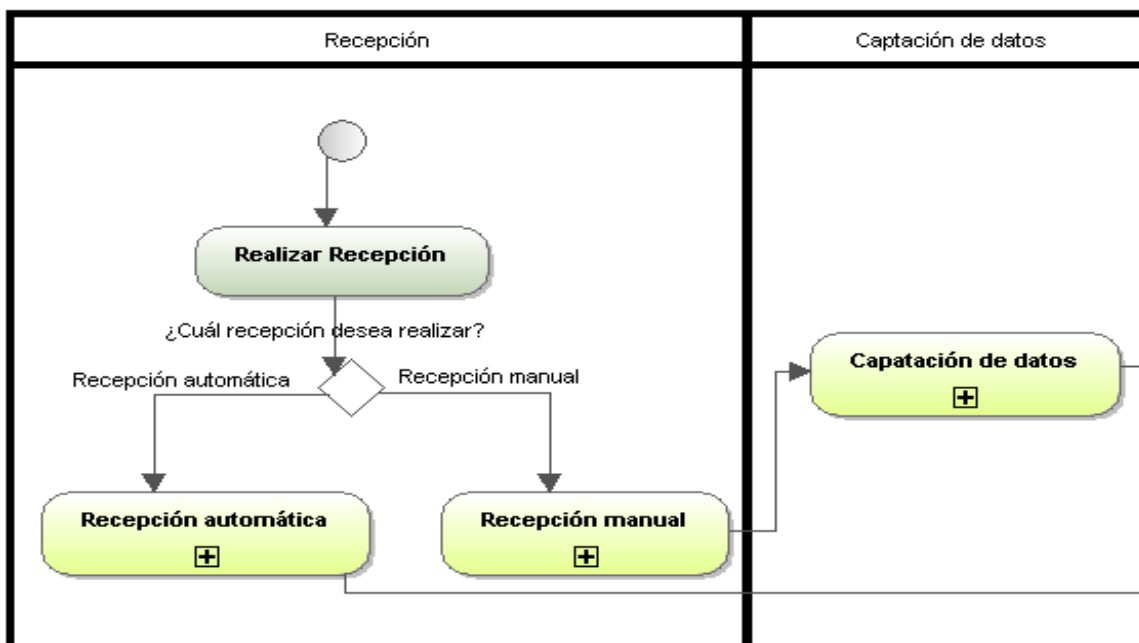 Recepción
Captación de datos
Realizar Recepción
¿Cuál recepción desea realizar?
Recepción automática
Recepción manual
Capatación de datos
Recepción automática
Recepción manual